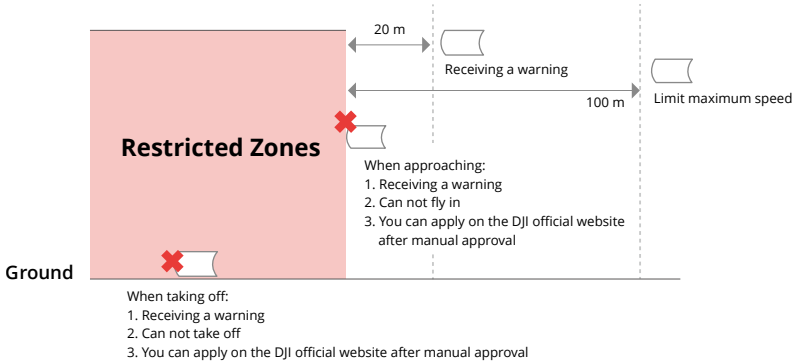 20 m
Receiving a warning
100 m
Limit maximum speed
Restricted Zones
When approaching:
1. Receiving a warning
2. Can not fly in
3. You can apply on the DJI official website
after manual approval
Ground
When taking off:
1. Receiving a warning
2. Can not take off
3. You can apply on the DJI official website after manual approval